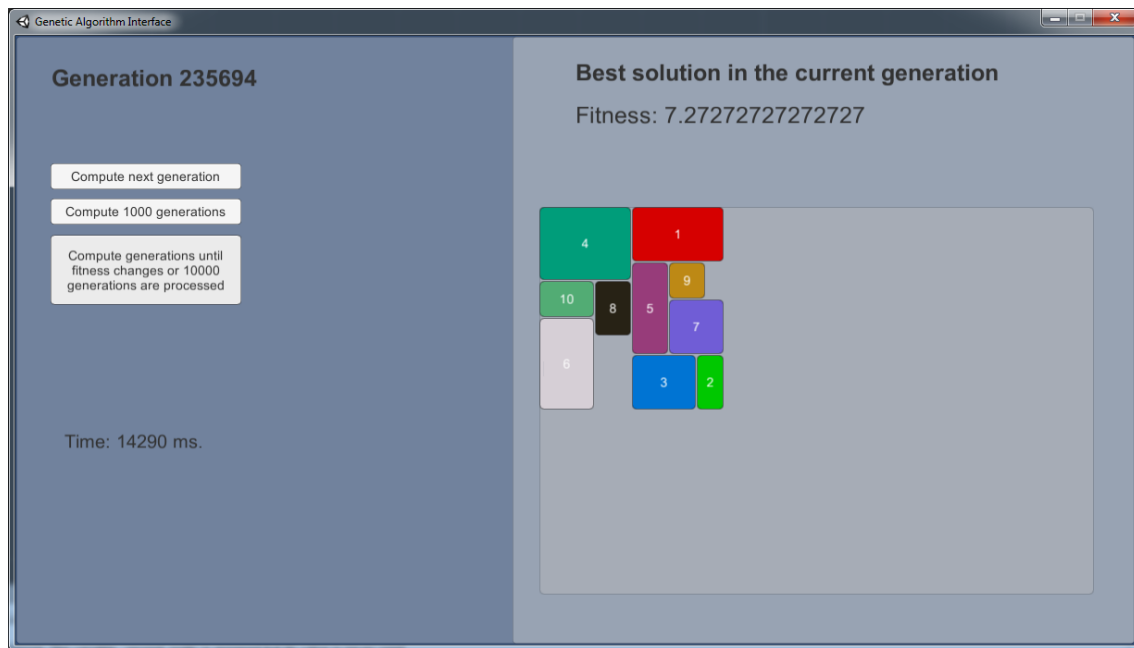 Genetic Algorithm Interface
Generation 235694
Compute next generation
Compute 1000 generations
Compute generations until
fitness changes or 10000
generations are processed
Time: 14290 ms.
Best solution in the current generation
Fitness: 7.27272727272727
4
1
9
10
8
5
7
6
3
2